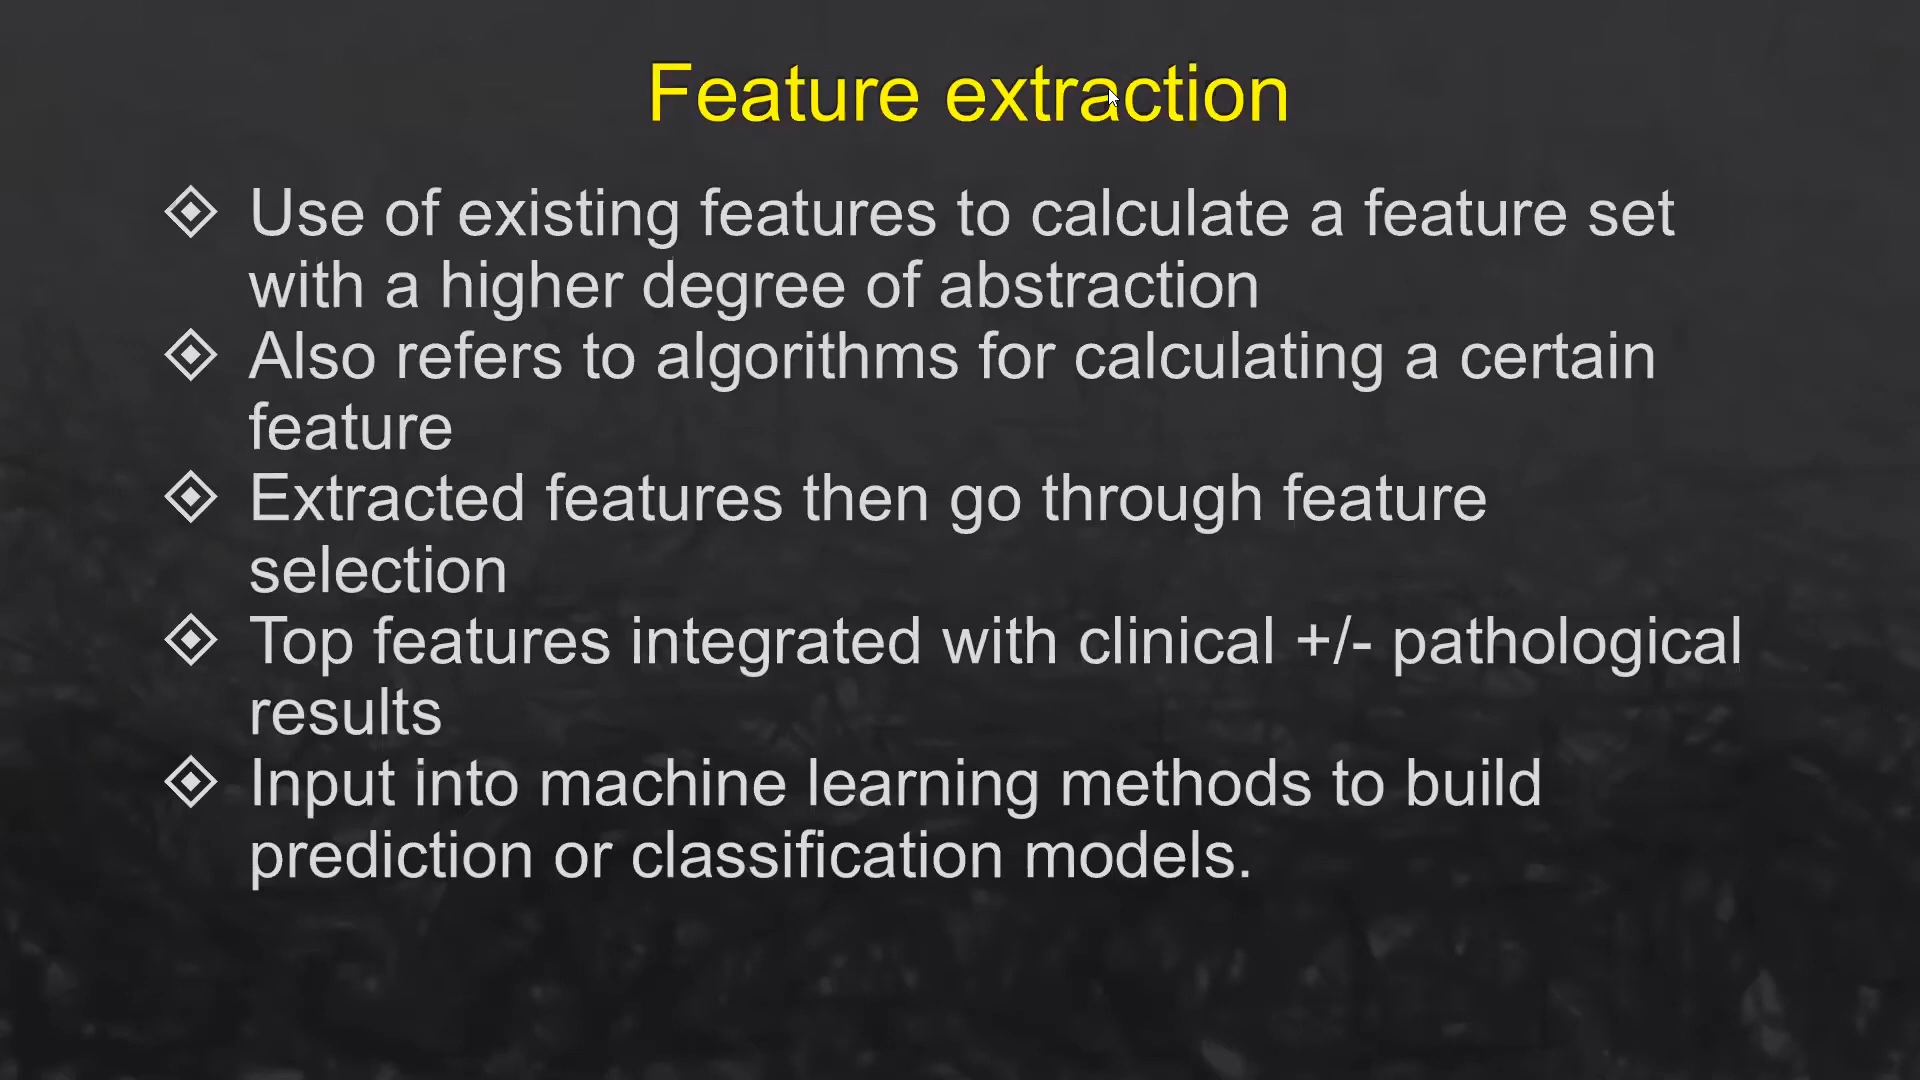 Feature extraction
Use of existing features to calculate a feature set
with a higher degree of abstraction
Also refers to algorithms for calculating a certain
feature
Extracted features then go through feature
selection
Top features integrated with clinical +/- pathological
results
Input into machine learning methods to build
prediction or classification models.